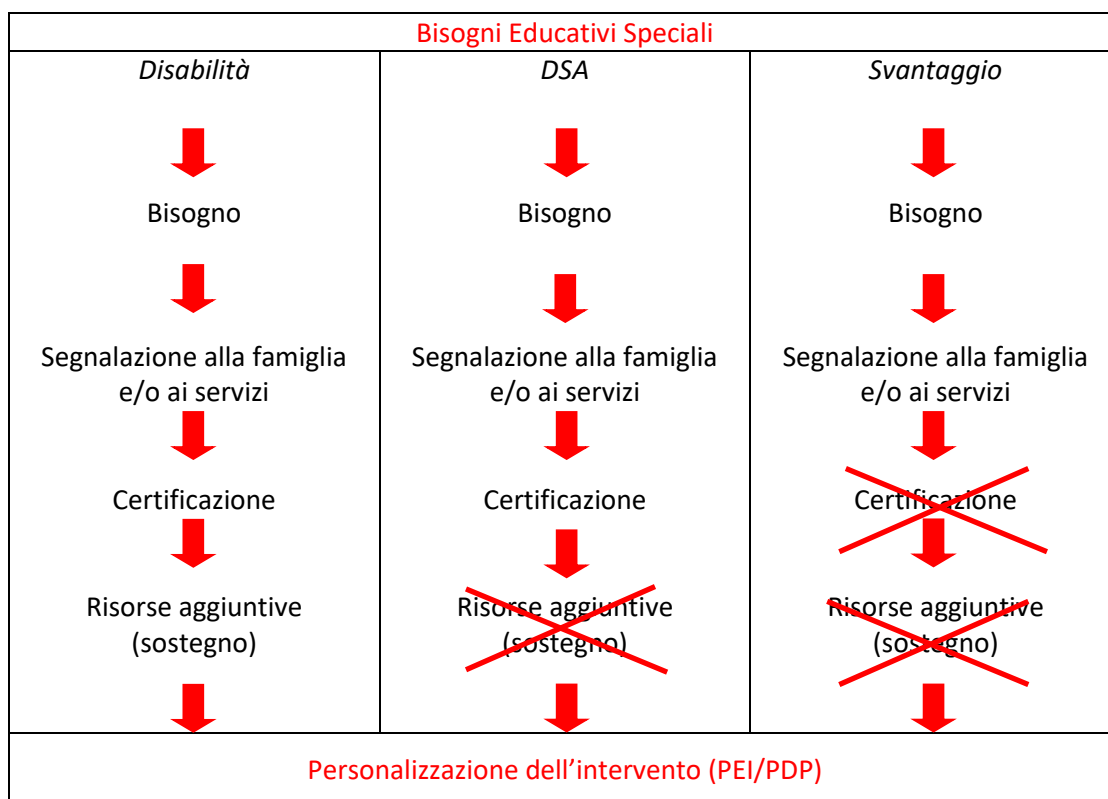 Bisogni Educativi Speciali
Disabilità
Bisogno
Segnalazione alla famiglia
e/o ai servizi
Certificazione
Risorse aggiuntive
(sostegno)
DSA
Bisogno
Segnalazione alla famiglia
e/o ai servizi
Certificazione
Risorse aggiuntive
(sostegno)
Svantaggio
Bisogno
Segnalazione alla famiglia
e/o ai servizi
Certificazione
Risorse aggiuntive
(sostegno)
Personalizzazione dell’intervento (PEI/PDP)